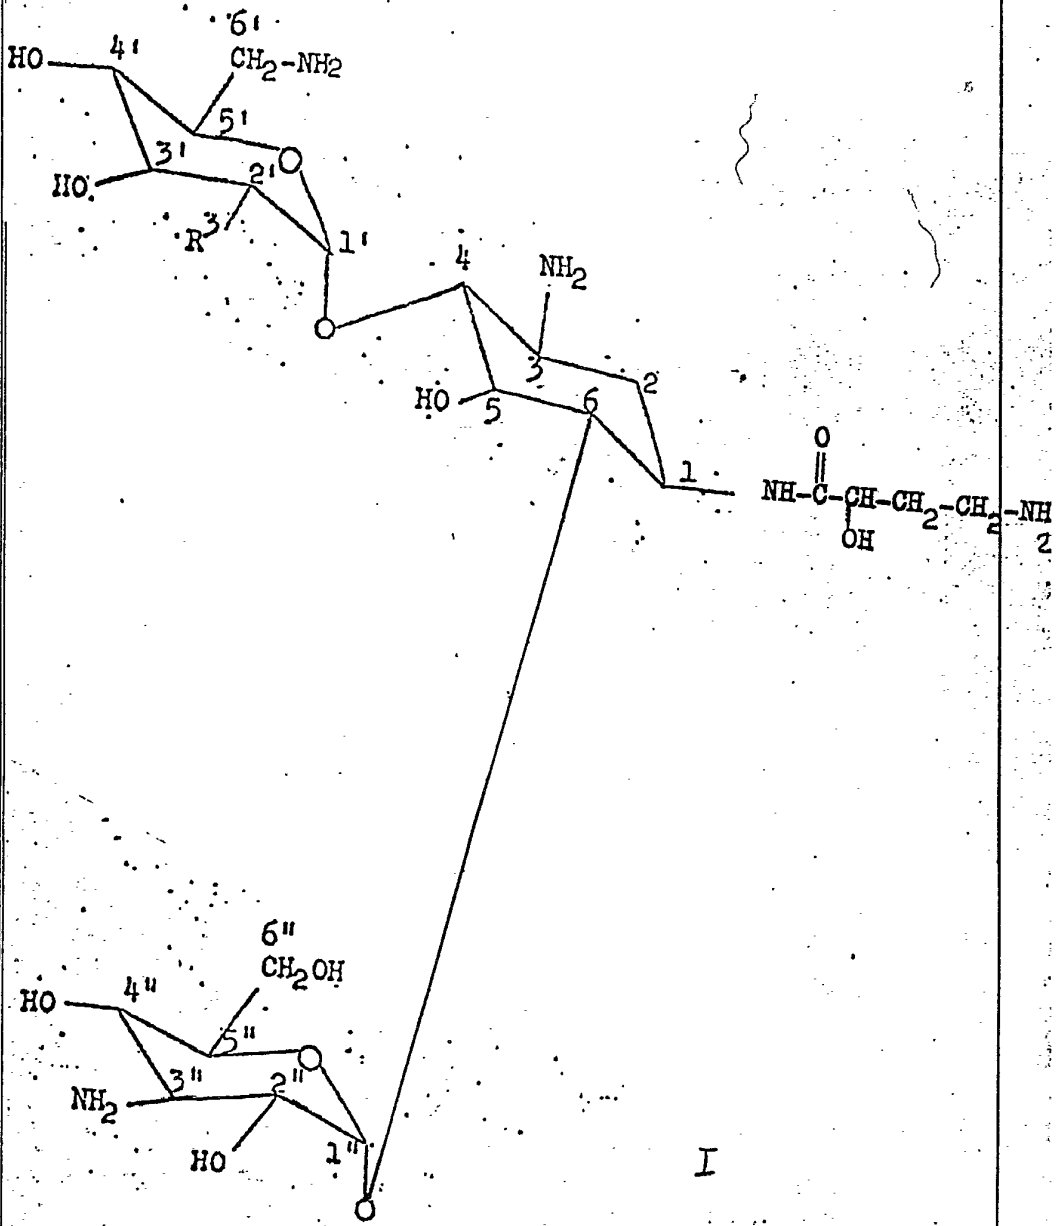 6'
HO 4' CH2-NH2
5'
3' O
HO 2'
R3 1'
4 NH2
O
3 2
HO 5 6
O
1 NH-C-CH-CH2-CH2-NH2
OH
6"
CH2OH
HO 4"
5" O
3" 2"
NH2
HO 1"
I
O